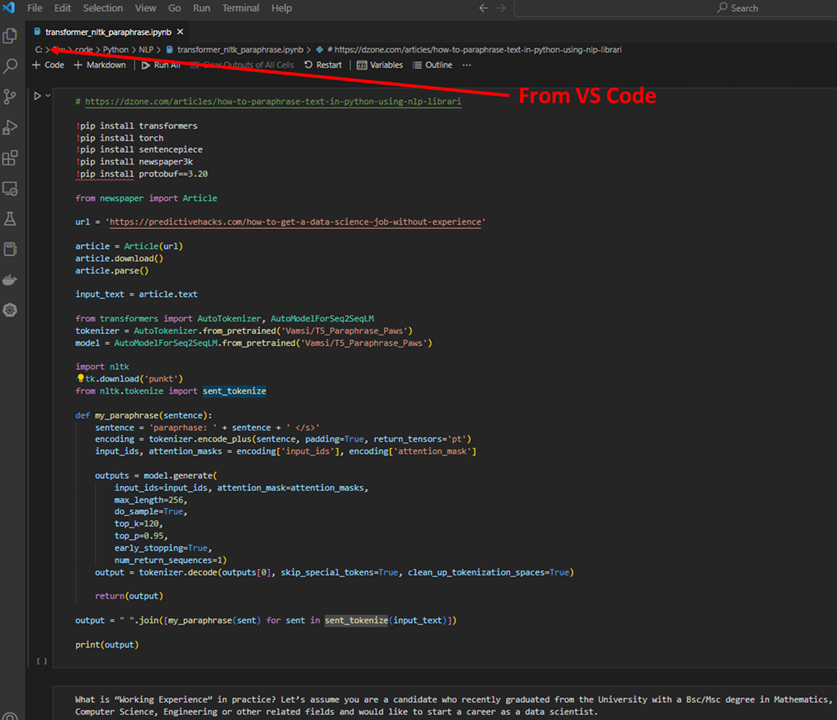 File Edit Selection View Go Run Terminal Help Search
transformer_nltk_paraphrase.ipynb
C: > > code > Python > NLP > transformer_nltk_paraphrase.ipynb > # https://dzone.com/articles/how-to-paraphrase-text-in-python-using-nlp-librari
+ Code + Markdown Run All Clear Outputs of All Cells Restart Variables Outline ...
From VS Code
# https://dzone.com/articles/how-to-paraphrase-text-in-python-using-nlp-librari
!pip install transformers
!pip install torch
!pip install sentencepiece
!pip install newspaper3k
!pip install protobuf==3.20
from newspaper import Article
url = 'https://predictivehacks.com/how-to-get-a-data-science-job-without-experience'
article = Article(url)
article.download()
article.parse()
input_text = article.text
from transformers import AutoTokenizer, AutoModelForSeq2SeqLM
tokenizer = AutoTokenizer.from_pretrained('Vamsi/T5_Paraphrase_Paws')
model = AutoModelForSeq2SeqLM.from_pretrained('Vamsi/T5_Paraphrase_Paws')
import nltk
tk.download('punkt')
from nltk.tokenize import sent_tokenize
def my_paraphrase(sentence):
sentence = 'paraprhase: ' + sentence + ' </s>'
encoding = tokenizer.encode_plus(sentence, padding=True, return_tensors='pt')
input_ids, attention_masks = encoding['input_ids'], encoding['attention_mask']
outputs = model.generate(
input_ids=input_ids, attention_mask=attention_masks,
max_length=256,
do_sample=True,
top_k=120,
top_p=0.95,
early_stopping=True,
num_return_sequences=1)
output = tokenizer.decode(outputs[0], skip_special_tokens=True, clean_up_tokenization_spaces=True)
return(output)
output = " ".join([my_paraphrase(sent) for sent in sent_tokenize(input_text)])
print(output)
[ ]
What is “Working Experience” in practice? Let’s assume you are a candidate who recently graduated from the University with a Bsc/Msc degree in Mathematics,
Computer Science, Engineering or other related fields and would like to start a career as a data scientist.